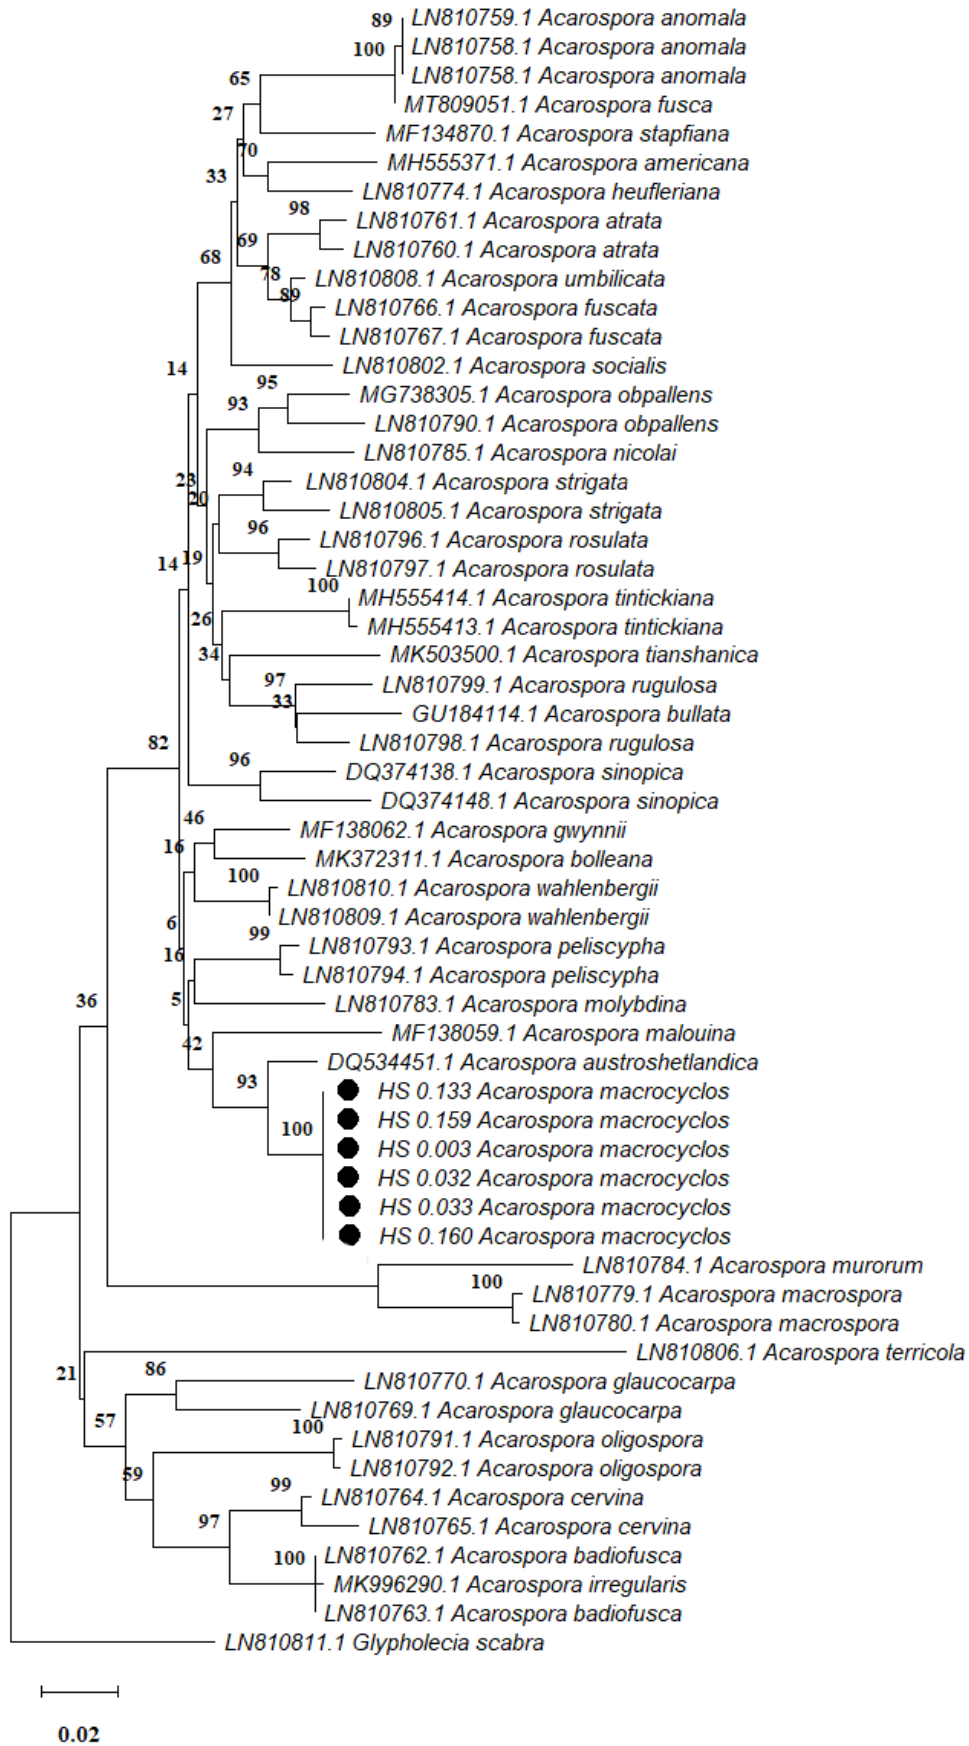 89 LN810759.1 Acarospora anomala
100 LN810758.1 Acarospora anomala
65 LN810758.1 Acarospora anomala
27 MT809051.1 Acarospora fusca
MF134870.1 Acarospora stapfiana
70 MH555371.1 Acarospora americana
33 LN810774.1 Acarospora heufleriana
98 LN810761.1 Acarospora atrata
69 LN810760.1 Acarospora atrata
68 78 LN810808.1 Acarospora umbilicata
89 LN810766.1 Acarospora fuscata
LN810767.1 Acarospora fuscata
14 LN810802.1 Acarospora socialis
95 MG738305.1 Acarospora obpallens
93 LN810790.1 Acarospora obpallens
LN810785.1 Acarospora nicolai
23 94 LN810804.1 Acarospora strigata
20 LN810805.1 Acarospora strigata
96 LN810796.1 Acarospora rosulata
14 19 LN810797.1 Acarospora rosulata
100 MH555414.1 Acarospora tintickiana
26 MH555413.1 Acarospora tintickiana
34 MK503500.1 Acarospora tianshanica
97 LN810799.1 Acarospora rugulosa
33 GU184114.1 Acarospora bullata
82 LN810798.1 Acarospora rugulosa
96 DQ374138.1 Acarospora sinopica
DQ374148.1 Acarospora sinopica
46 MF138062.1 Acarospora gwynnii
16 MK372311.1 Acarospora bolleana
100 LN810810.1 Acarospora wahlenbergii
6 LN810809.1 Acarospora wahlenbergii
16 99 LN810793.1 Acarospora peliscypha
LN810794.1 Acarospora peliscypha
36 5 LN810783.1 Acarospora molybdina
42 MF138059.1 Acarospora malouina
DQ534451.1 Acarospora austroshetlandica
93 HS 0.133 Acarospora macrocyclos
100 HS 0.159 Acarospora macrocyclos
HS 0.003 Acarospora macrocyclos
HS 0.032 Acarospora macrocyclos
HS 0.033 Acarospora macrocyclos
HS 0.160 Acarospora macrocyclos
LN810784.1 Acarospora murorum
100 LN810779.1 Acarospora macrospora
LN810780.1 Acarospora macrospora
LN810806.1 Acarospora terricola
21 86 LN810770.1 Acarospora glaucocarpa
57 LN810769.1 Acarospora glaucocarpa
100 LN810791.1 Acarospora oligospora
59 LN810792.1 Acarospora oligospora
99 LN810764.1 Acarospora cervina
97 LN810765.1 Acarospora cervina
100 LN810762.1 Acarospora badiofusca
MK996290.1 Acarospora irregularis
LN810763.1 Acarospora badiofusca
LN810811.1 Glypholecia scabra
0.02